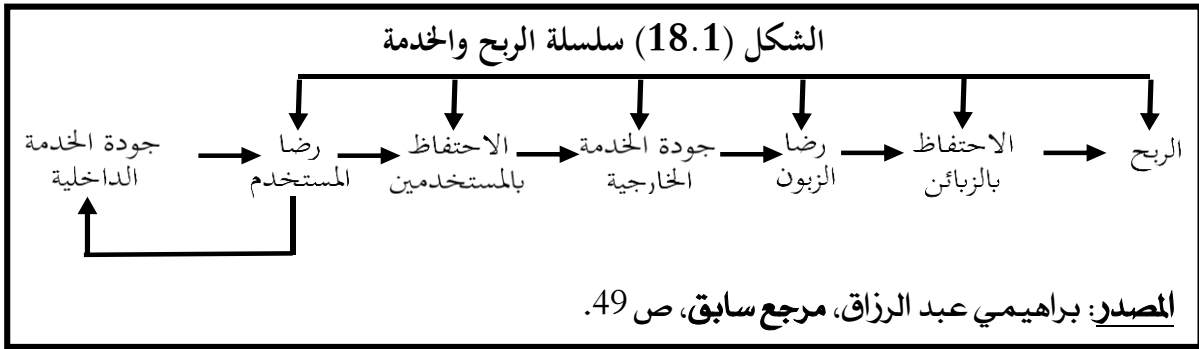 الشكل (18.1) سلسلة الربح والخدمة
جودة الخدمة
الداخلية
رضا
المستخدم
الاحتفاظ
بالمستخدمين
جودة الخدمة
الخارجية
رضا
الزبون
الاحتفاظ
بالزبائن
الربح
المصدر: براهيمي عبد الرزاق، مرجع سابق، ص 49.